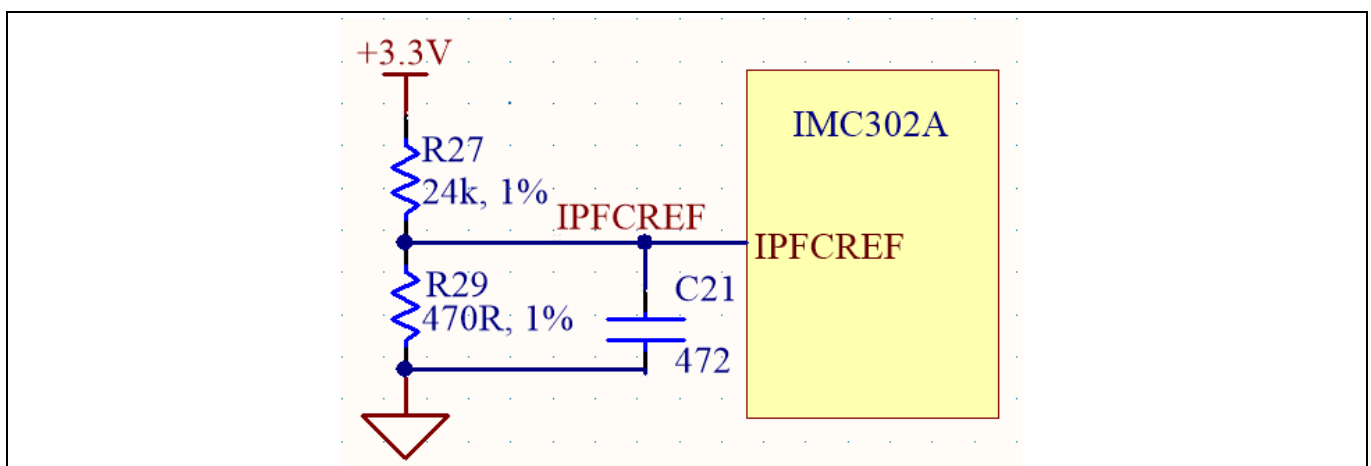 +3.3V
IMC302A
R27
24k, 1%
IPFCREF
IPFCREF
R29
470R, 1%
C21
472